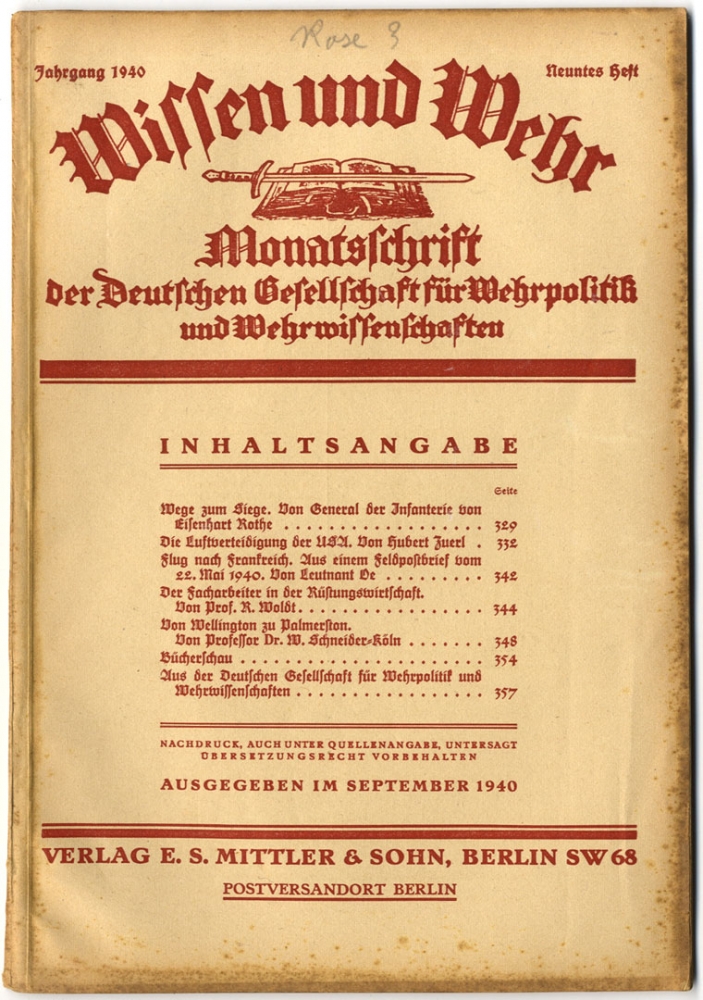 Rose 3
Jahrgang 1940
Neuntes Heft
Wissen und Wehr
Monatsschrift
der Deutschen Gesellschaft für Wehrpolitik
und Wehrwissenschaften
INHALTSANGABE
Seite
Wege zum Siege. Von General der Infanterie von
Eisenhart Rothe . . . . . . . . . . . . . . . . . . 329
Die Luftverteidigung der USA. Von Hubert Zuerl . 332
Flug nach Frankreich. Aus einem Feldpostbrief vom
22. Mai 1940. Von Leutnant Oe . . . . . . . . . 342
Der Facharbeiter in der Rüstungswirtschaft.
Von Prof. R. Woldt. . . . . . . . . . . . . . . . . 344
Von Wellington zu Palmerston.
Von Professor Dr. W. Schneider-Köln . . . . . . . 348
Bücherschau . . . . . . . . . . . . . . . . . . . . . . 354
Aus der Deutschen Gesellschaft für Wehrpolitik und
Wehrwissenschaften . . . . . . . . . . . . . . . . . 357
NACHDRUCK, AUCH UNTER QUELLENANGABE, UNTERSAGT
ÜBERSETZUNGSRECHT VORBEHALTEN
AUSGEGEBEN IM SEPTEMBER 1940
VERLAG E. S. MITTLER & SOHN, BERLIN SW 68
POSTVERSANDORT BERLIN